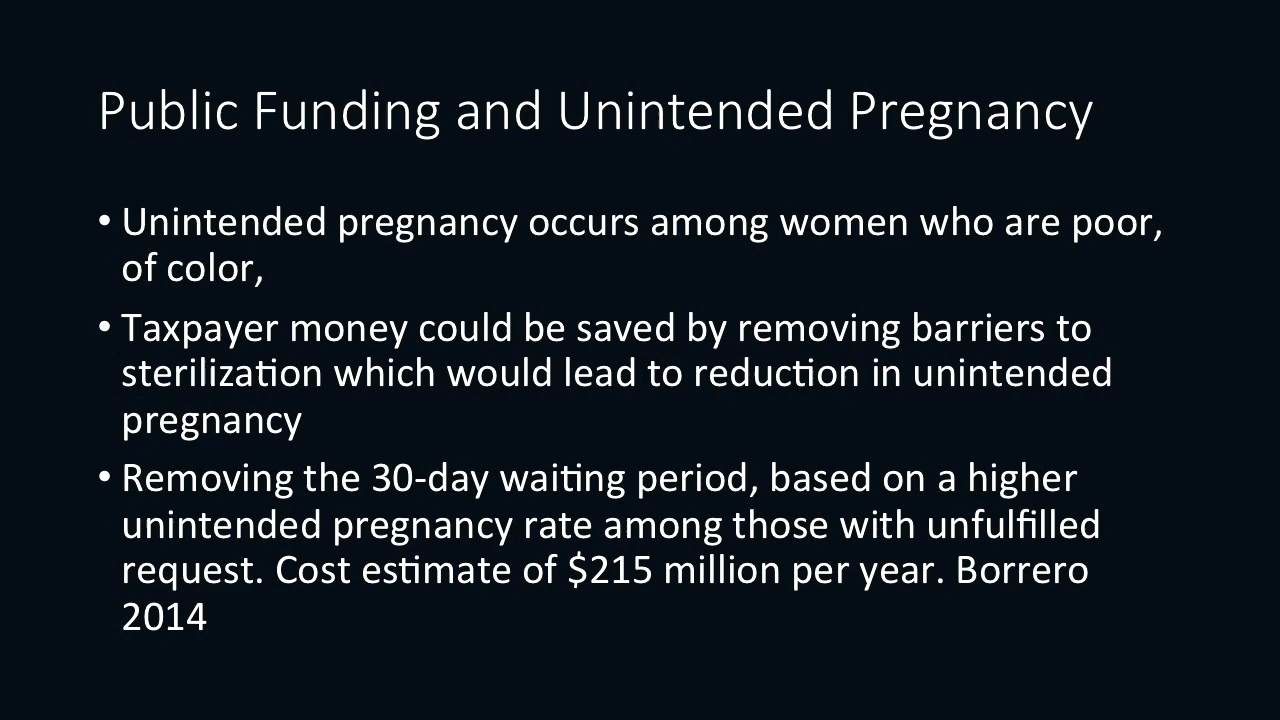 Public Funding and Unintended Pregnancy
• Unintended pregnancy occurs among women who are poor,
of color,
• Taxpayer money could be saved by removing barriers to
sterilization which would lead to reduction in unintended
pregnancy
• Removing the 30-day waiting period, based on a higher
unintended pregnancy rate among those with unfulfilled
request. Cost estimate of $215 million per year. Borrero
2014